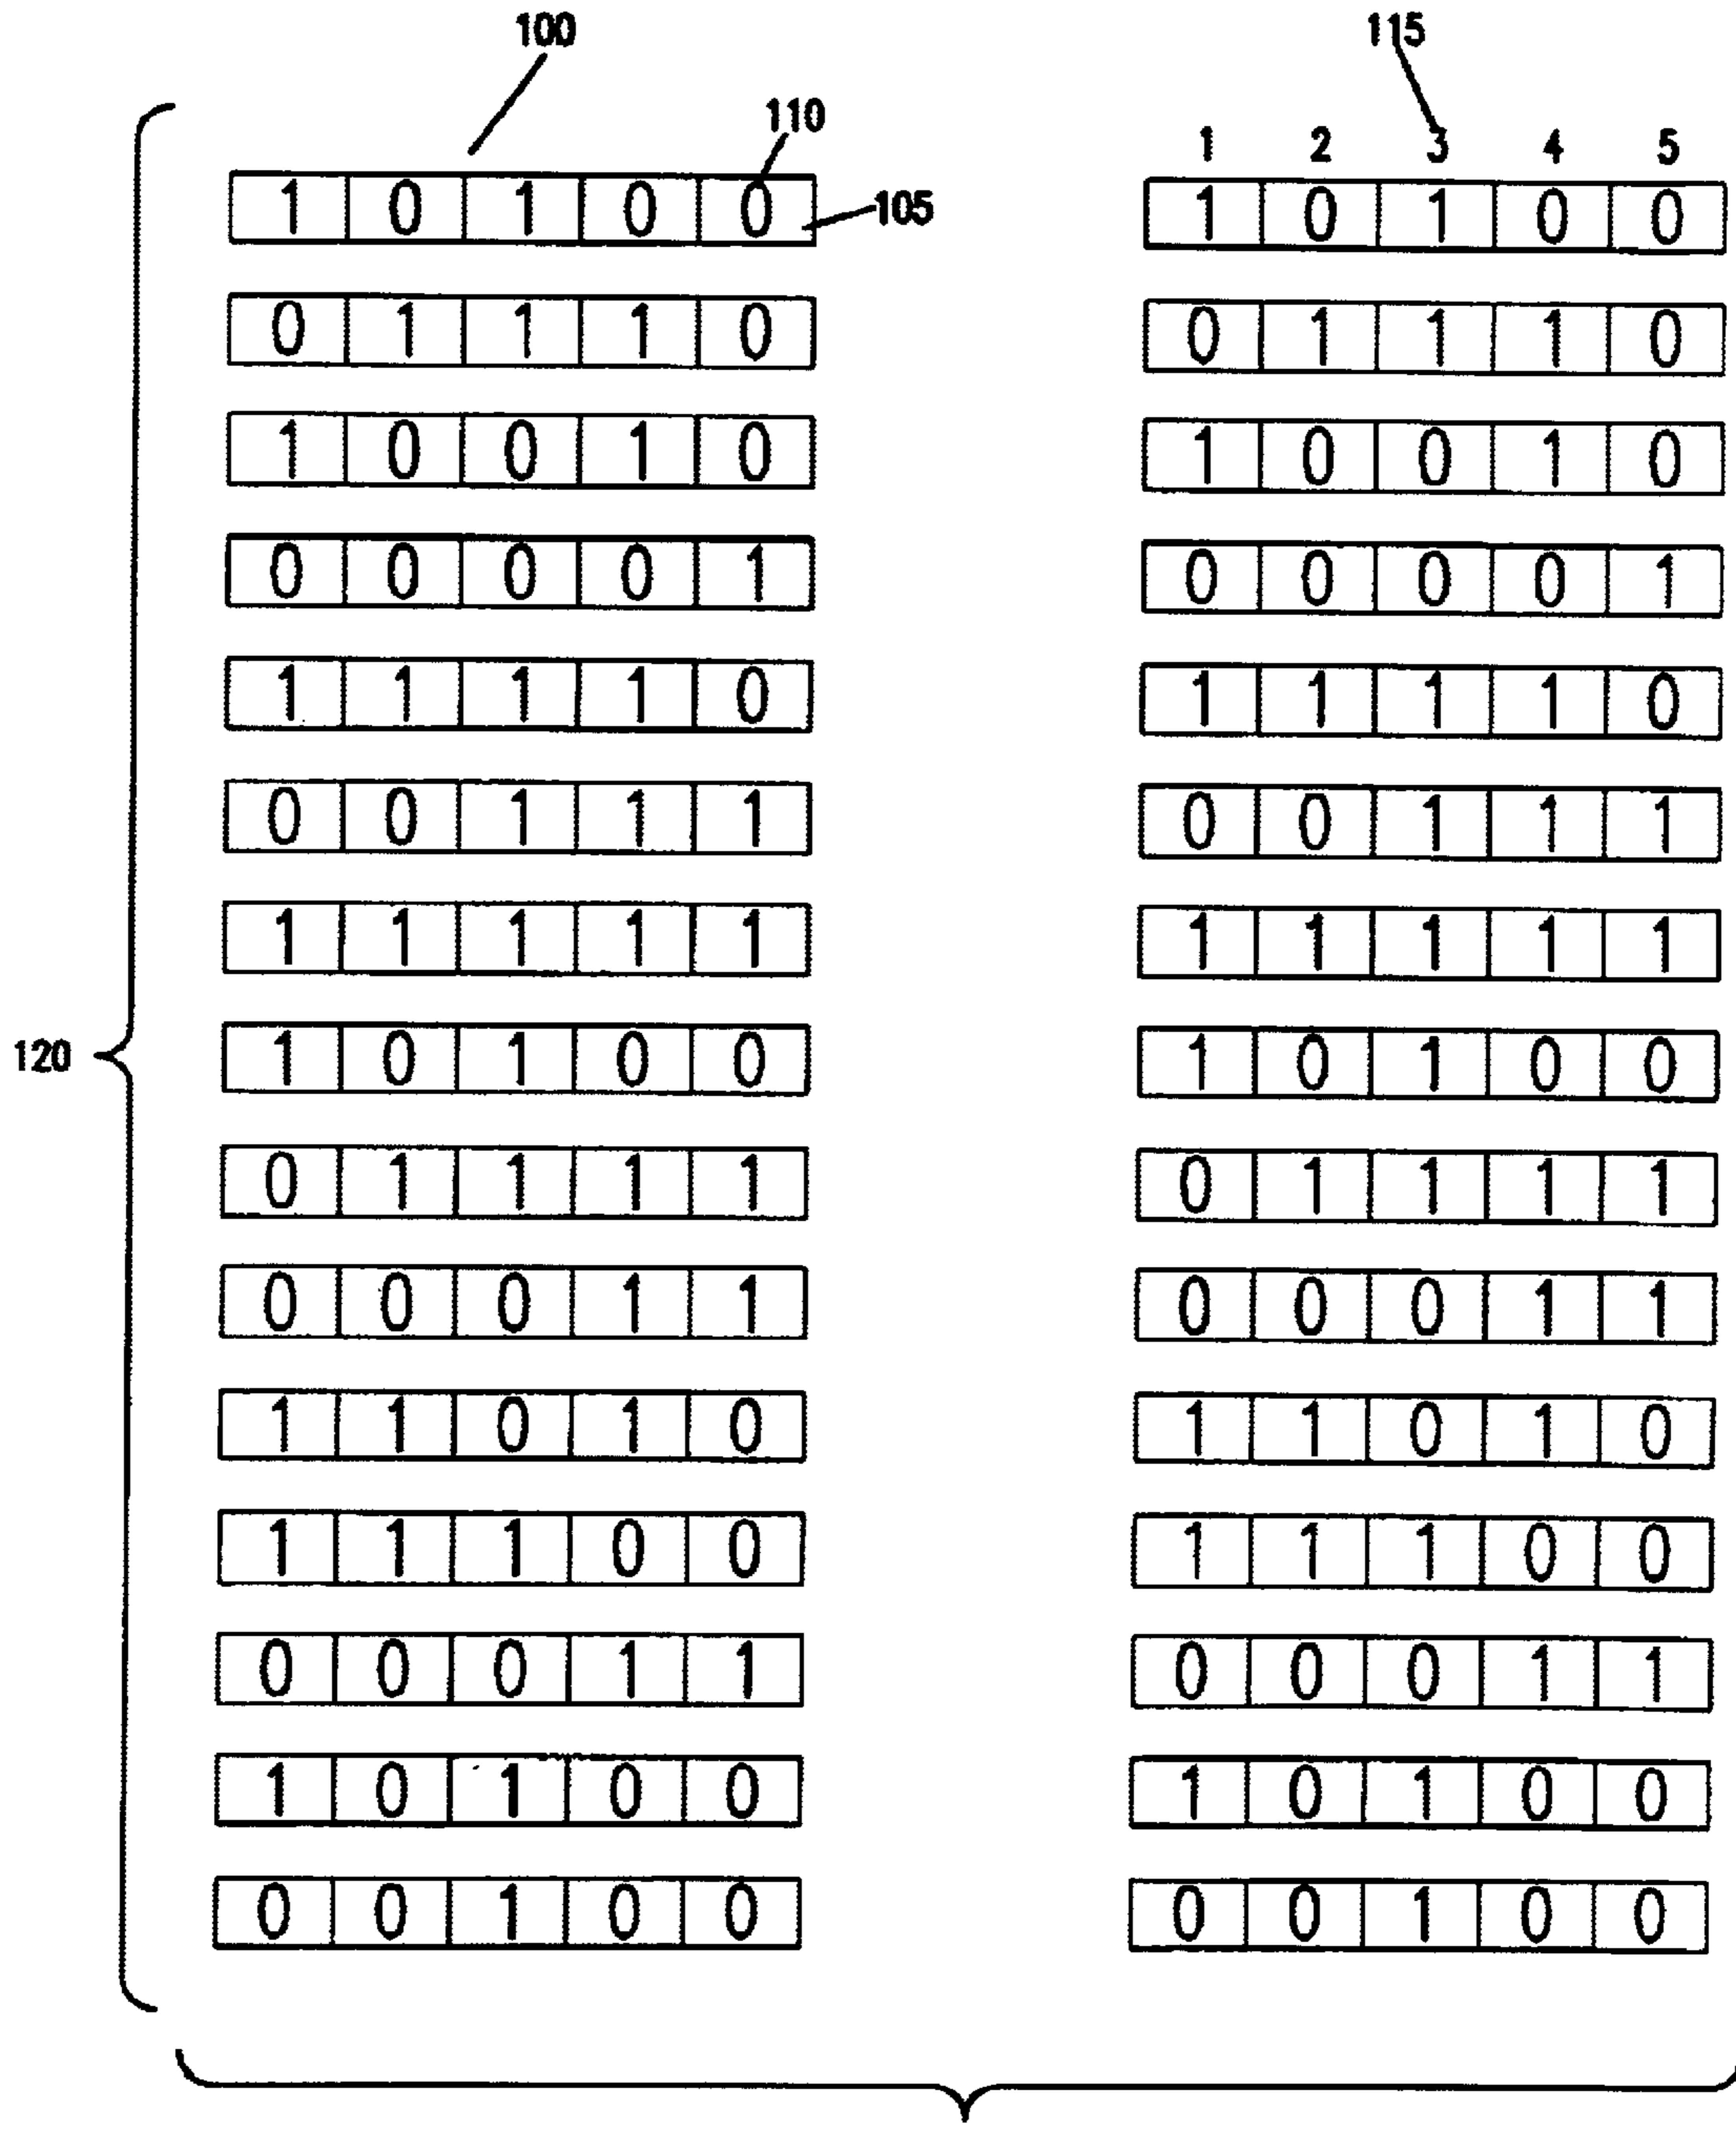 100 115
110
1 2 3 4 5
1 0 1 0 0 105 1 0 1 0 0
0 1 1 1 0 0 1 1 1 0
1 0 0 1 0 1 0 0 1 0
0 0 0 0 1 0 0 0 0 1
1 1 1 1 0 1 1 1 1 0
0 0 1 1 1 0 0 1 1 1
1 1 1 1 1 1 1 1 1 1
120 1 0 1 0 0 1 0 1 0 0
0 1 1 1 1 0 1 1 1 1
0 0 0 1 1 0 0 0 1 1
1 1 0 1 0 1 1 0 1 0
1 1 1 0 0 1 1 1 0 0
0 0 0 1 1 0 0 0 1 1
1 0 1 0 0 1 0 1 0 0
0 0 1 0 0 0 0 1 0 0